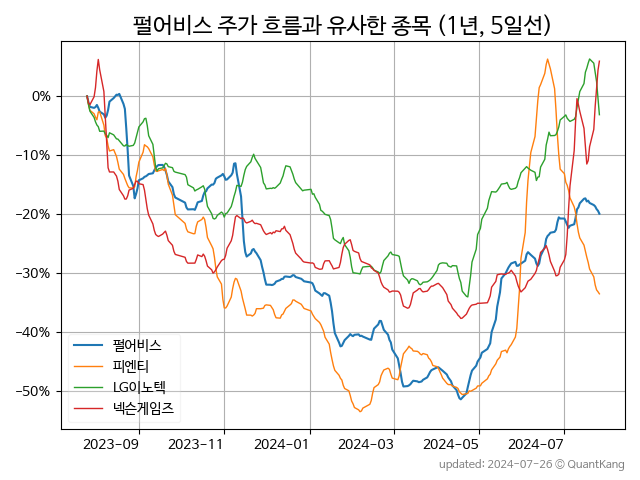 펄어비스 주가 흐름과 유사한 종목 (1년, 5일선)
0%
−10%
−20%
−30%
−40%
−50%
펄어비스
피엔티
LG이노텍
넥슨게임즈
2023-09 2023-11 2024-01 2024-03 2024-05 2024-07
updated: 2024-07-26 © QuantKang